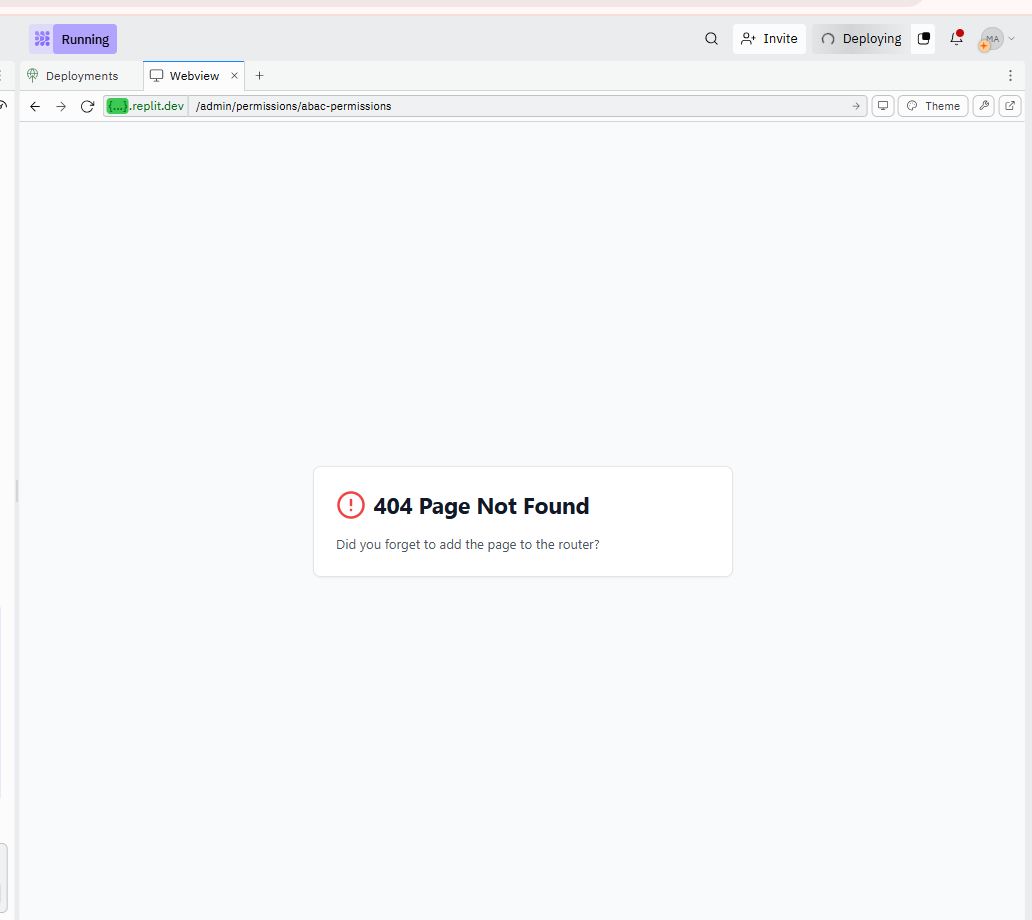 Running
Invite
Deploying
MA
Deployments
Webview
{...}.replit.dev
/admin/permissions/abac-permissions
Theme
404 Page Not Found
Did you forget to add the page to the router?